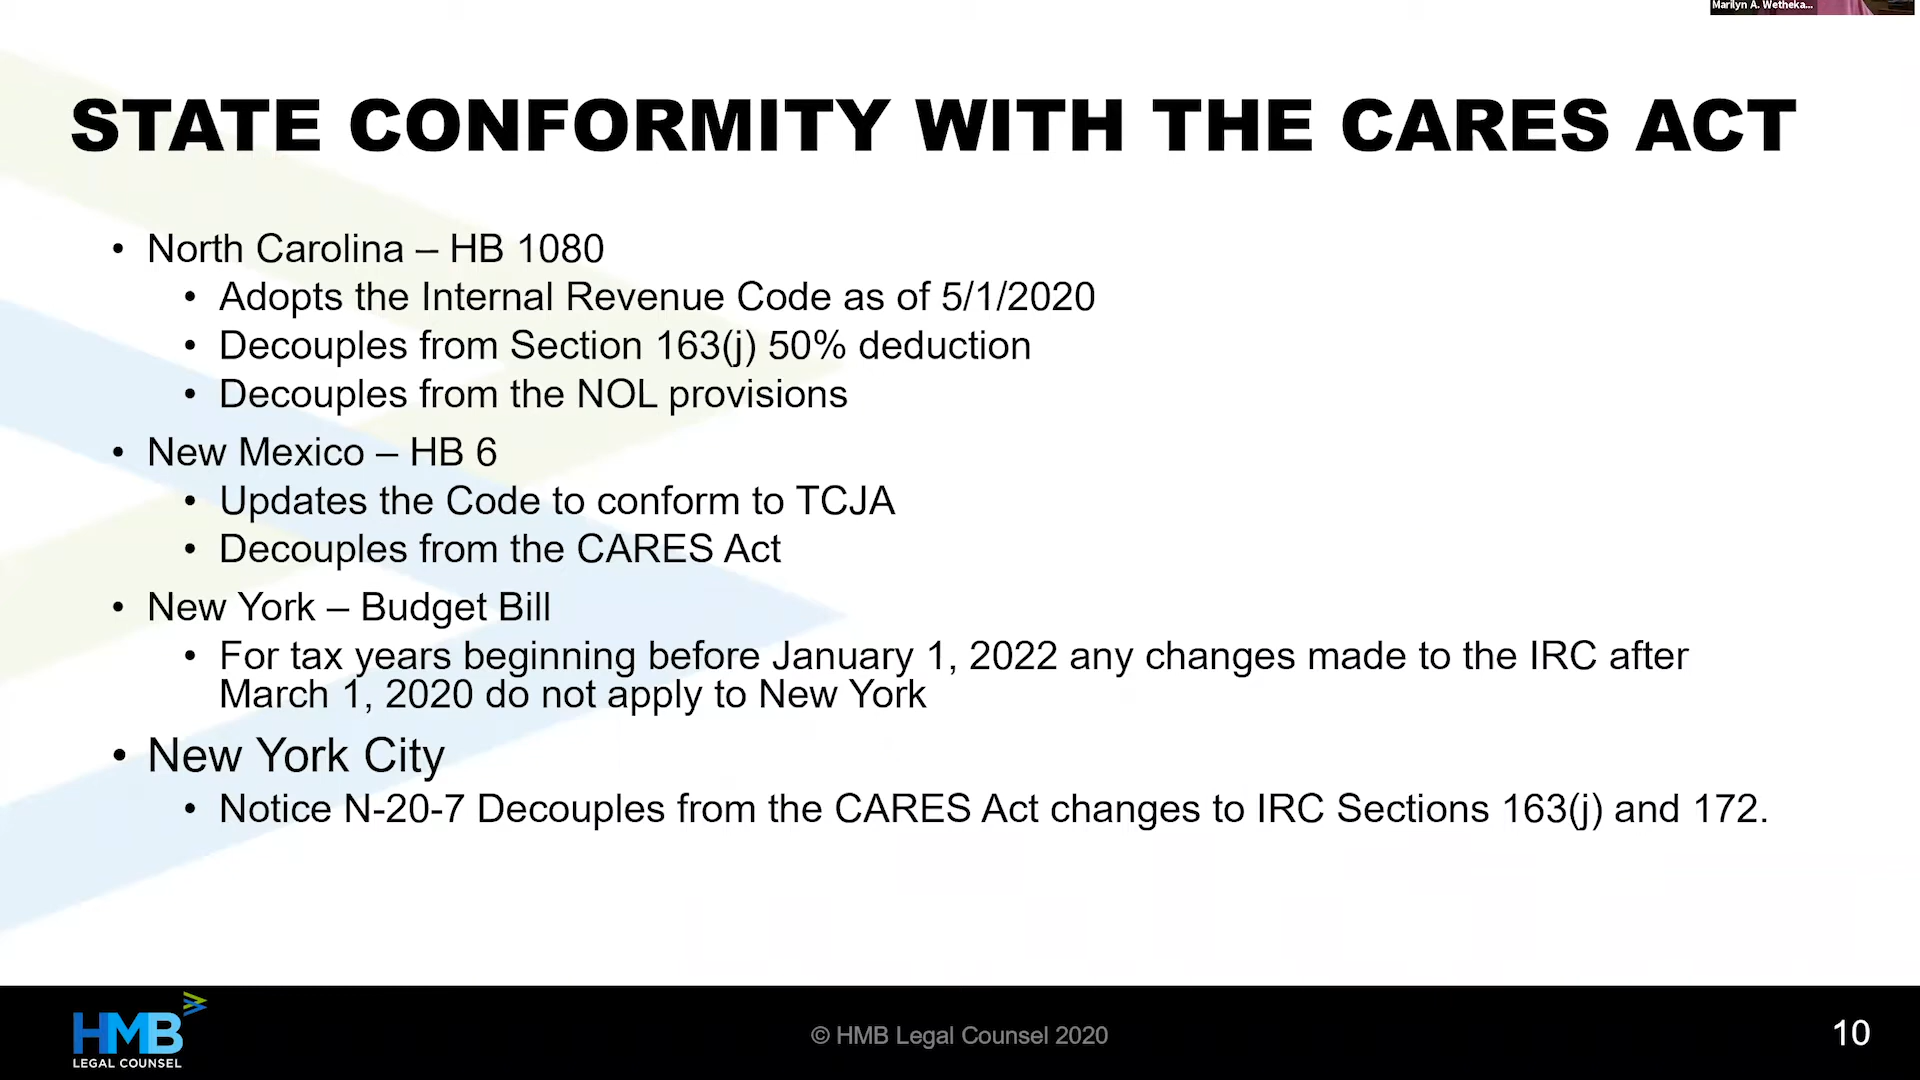 Marilyn A. Wetheka...
STATE CONFORMITY WITH THE CARES ACT
• North Carolina – HB 1080
• Adopts the Internal Revenue Code as of 5/1/2020
• Decouples from Section 163(j) 50% deduction
• Decouples from the NOL provisions
• New Mexico – HB 6
• Updates the Code to conform to TCJA
• Decouples from the CARES Act
• New York – Budget Bill
• For tax years beginning before January 1, 2022 any changes made to the IRC after
March 1, 2020 do not apply to New York
• New York City
• Notice N-20-7 Decouples from the CARES Act changes to IRC Sections 163(j) and 172.
HMB
LEGAL COUNSEL
© HMB Legal Counsel 2020
10